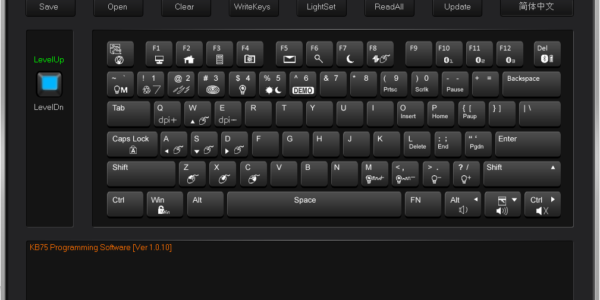 Save Open Clear WriteKeys LightSet ReadAll Update 简体中文
LevelUp
LevelDn
F1 F2 F3 F4 F5 F6 F7 F8 F9 F10 F11 F12 Del
~ ` ! 1 @ 2 # 3 $ 4 % 5 ^ 6 & 7 * 8 ( 9 ) 0 - - + = Backspace
M DEMO Prtsc Scrlk Pause
Tab Q W E R T Y U I O P { [ } ] | \
dpi+ dpi- Insert Home Paup
Caps Lock A S D F G H J K L : ; " ' Enter
A Delete End Pgdn
Shift Z X C V B N M < , > . ? / Shift
Ctrl Win Alt Space FN Alt Ctrl
KB75 Programming Software [Ver 1.0.10]